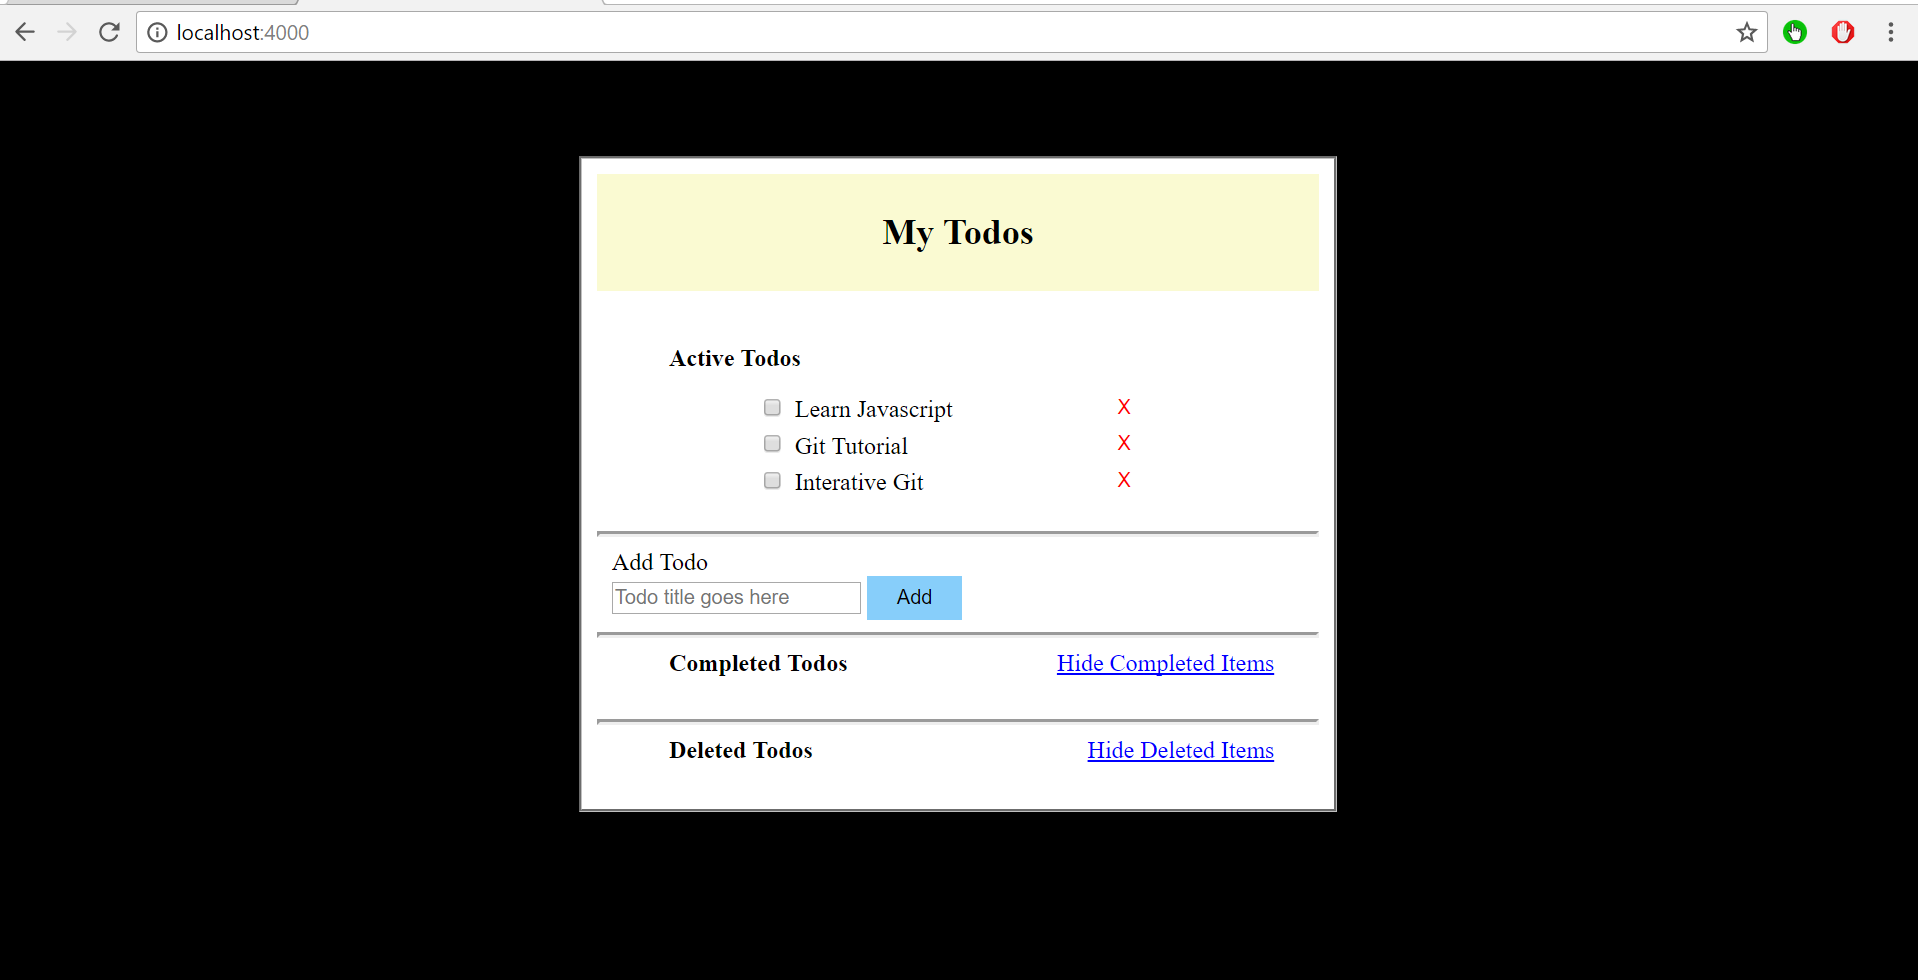 localhost:4000
My Todos
Active Todos
Learn Javascript X
Git Tutorial X
Interative Git X
Add Todo
Todo title goes here Add
Completed Todos Hide Completed Items
Deleted Todos Hide Deleted Items